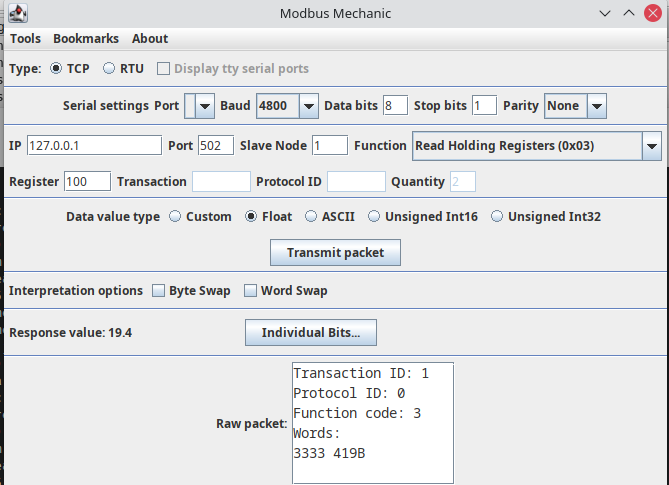 Modbus Mechanic
Tools Bookmarks About
Type: TCP RTU Display tty serial ports
Serial settings Port Baud 4800 Data bits 8 Stop bits 1 Parity None
IP 127.0.0.1 Port 502 Slave Node 1 Function Read Holding Registers (0x03)
Register 100 Transaction Protocol ID Quantity 2
Data value type Custom Float ASCII Unsigned Int16 Unsigned Int32
Transmit packet
Interpretation options Byte Swap Word Swap
Response value: 19.4 Individual Bits...
Raw packet:
Transaction ID: 1
Protocol ID: 0
Function code: 3
Words:
3333 419B